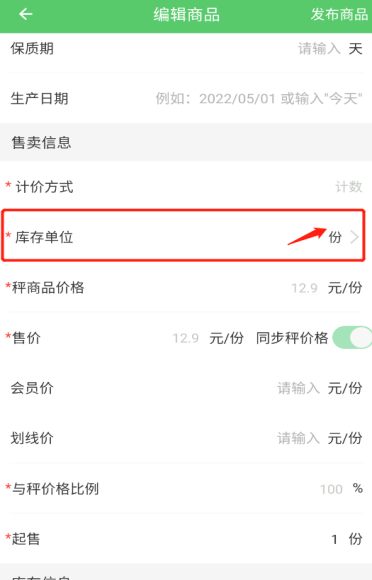 ← 编辑商品 发布商品
保质期 请输入 天
生产日期 例如：2022/05/01 或输入"今天"
售卖信息
* 计价方式 计数
* 库存单位 份 >
*秤商品价格 12.9 元/份
*售价 12.9 元/份 同步秤价格
会员价 请输入 元/份
划线价 请输入 元/份
*与秤价格比例 100 %
*起售 1 份
库存信息